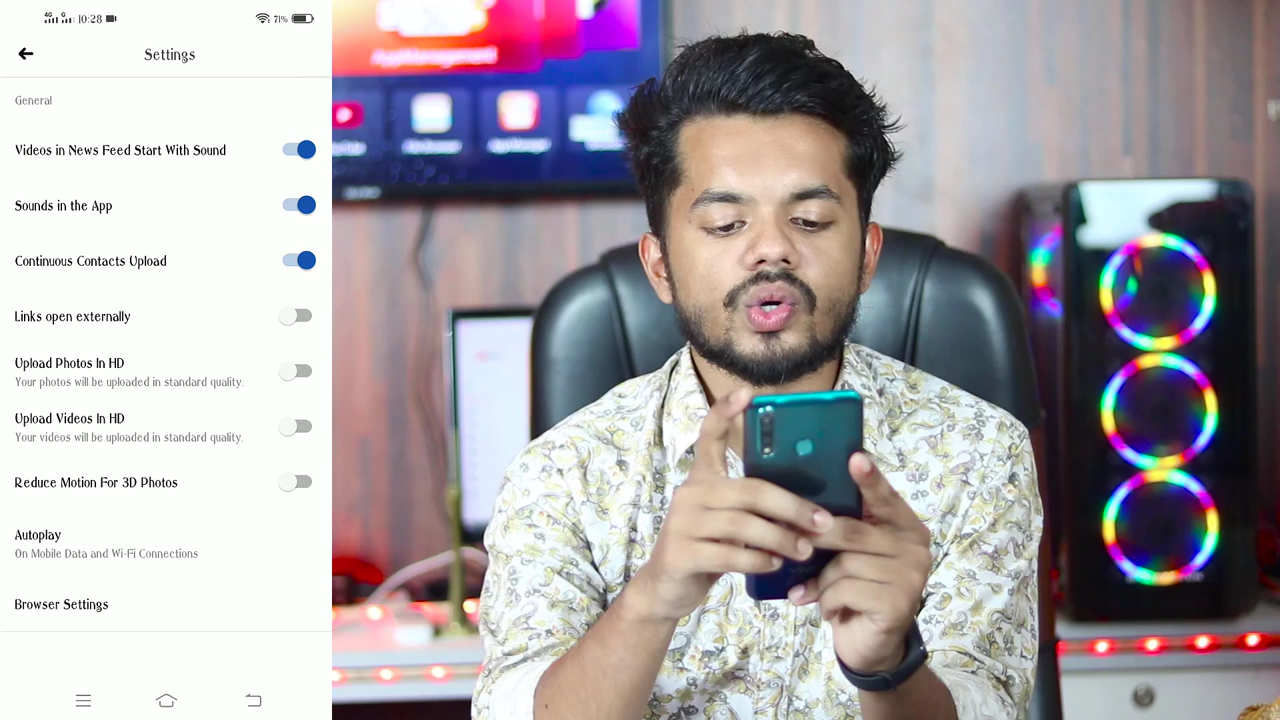 4G G 10:28 71%
Settings
General
Videos in News Feed Start With Sound
Sounds in the App
Continuous Contacts Upload
Links open externally
Upload Photos In HD
Your photos will be uploaded in standard quality.
Upload Videos In HD
Your videos will be uploaded in standard quality.
Reduce Motion For 3D Photos
Autoplay
On Mobile Data and Wi-Fi Connections
Browser Settings
AppManagement